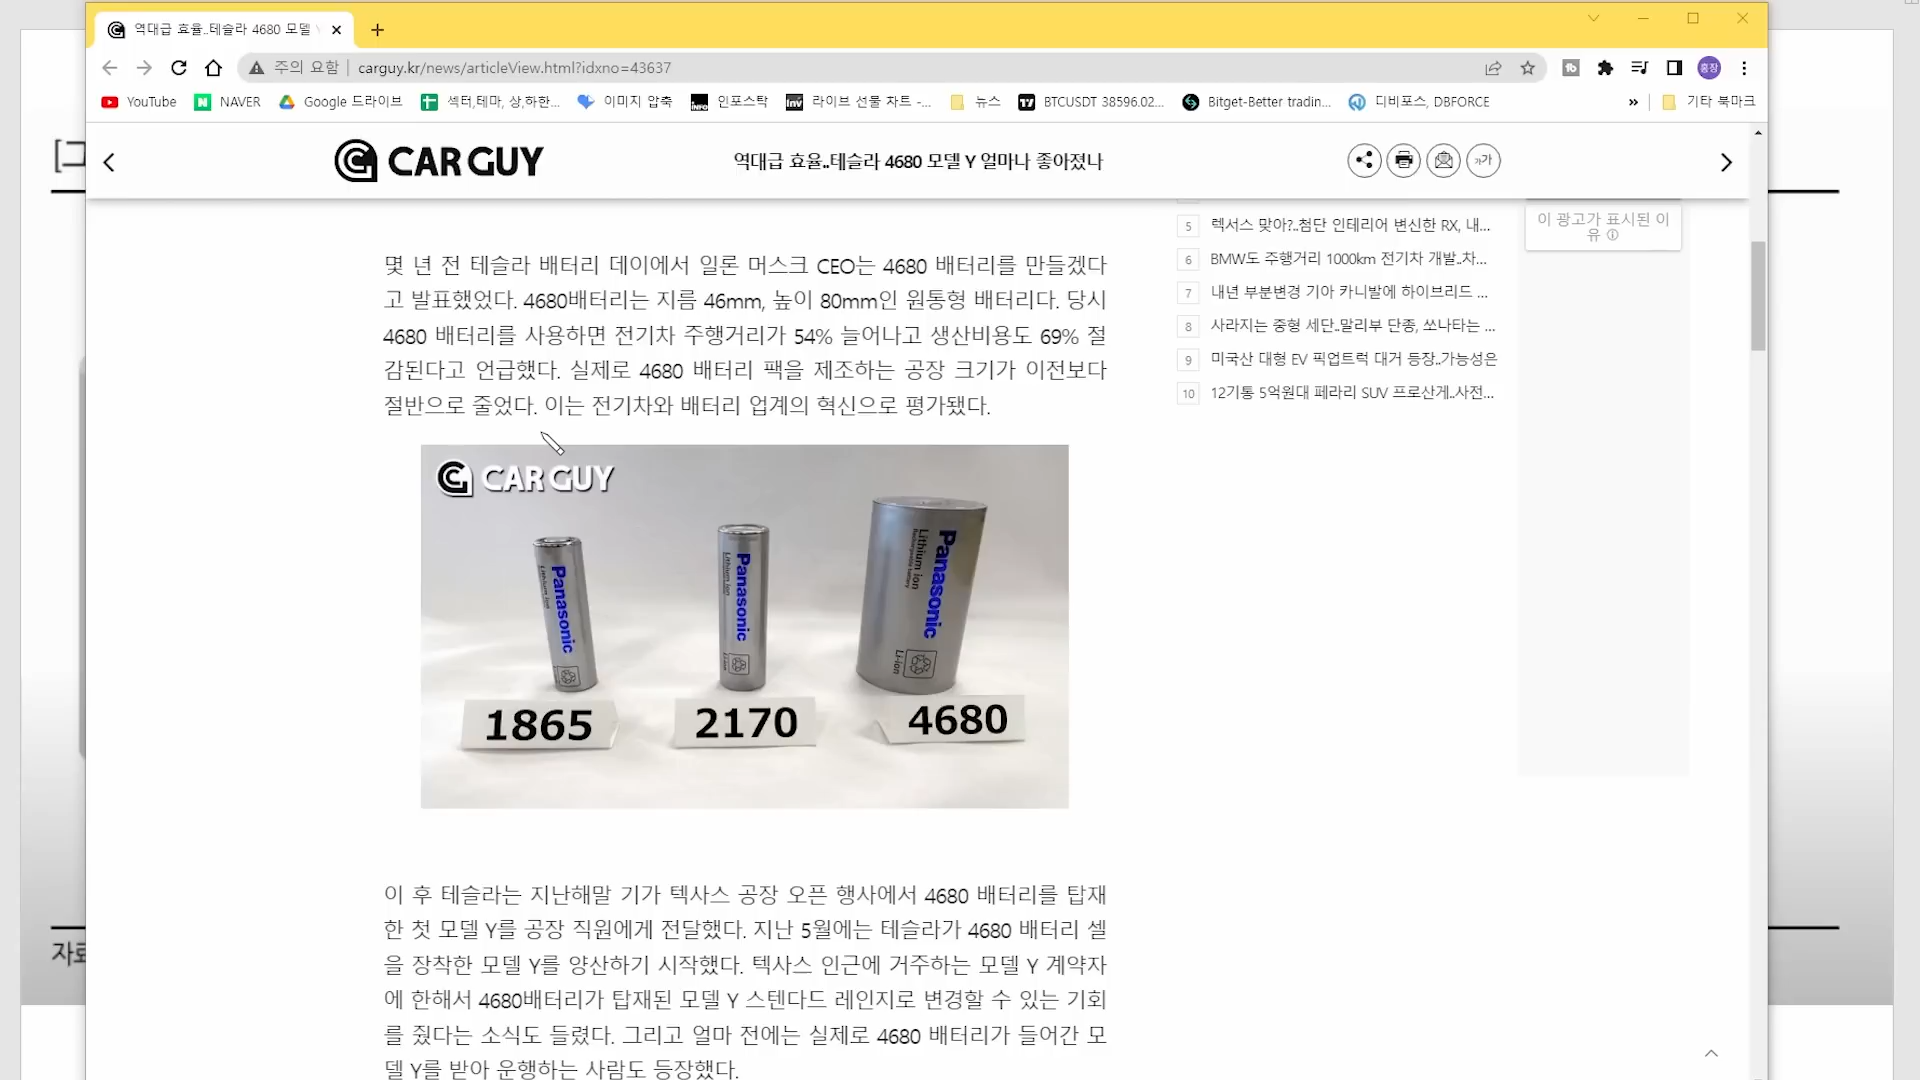 역대급 효율..테슬라 4680 모델
주의 요함 | carguy.kr/news/articleView.html?idxno=43637
홍장
YouTube NAVER Google 드라이브 섹터,테마, 상,하한... 이미지 압축 인포스탁 라이브 선물 차트 -... 뉴스 BTCUSDT 38596.02... Bitget-Better tradin... 디비포스, DBFORCE » 기타 북마크
[그
CAR GUY
역대급 효율..테슬라 4680 모델 Y 얼마나 좋아졌나
가가
몇 년 전 테슬라 배터리 데이에서 일론 머스크 CEO는 4680 배터리를 만들겠다
고 발표했었다. 4680배터리는 지름 46mm, 높이 80mm인 원통형 배터리다. 당시
4680 배터리를 사용하면 전기차 주행거리가 54% 늘어나고 생산비용도 69% 절
감된다고 언급했다. 실제로 4680 배터리 팩을 제조하는 공장 크기가 이전보다
절반으로 줄었다. 이는 전기차와 배터리 업계의 혁신으로 평가됐다.
CAR GUY
Panasonic
Lithium ion
Panasonic
Lithium ion
Panasonic
Lithium ion
Li-ion
1865
2170
4680
이 후 테슬라는 지난해말 기가 텍사스 공장 오픈 행사에서 4680 배터리를 탑재
한 첫 모델 Y를 공장 직원에게 전달했다. 지난 5월에는 테슬라가 4680 배터리 셀
을 장착한 모델 Y를 양산하기 시작했다. 텍사스 인근에 거주하는 모델 Y 계약자
에 한해서 4680배터리가 탑재된 모델 Y 스텐다드 레인지로 변경할 수 있는 기회
를 줬다는 소식도 들렸다. 그리고 얼마 전에는 실제로 4680 배터리가 들어간 모
델 Y를 받아 운행하는 사람도 등장했다.
5 렉서스 맞아?..첨단 인테리어 변신한 RX, 내...
6 BMW도 주행거리 1000km 전기차 개발..차...
7 내년 부분변경 기아 카니발에 하이브리드 ...
8 사라지는 중형 세단..말리부 단종, 쏘나타는 ...
9 미국산 대형 EV 픽업트럭 대거 등장..가능성은
10 12기통 5억원대 페라리 SUV 프로산게..사전...
이 광고가 표시된 이
유
자료